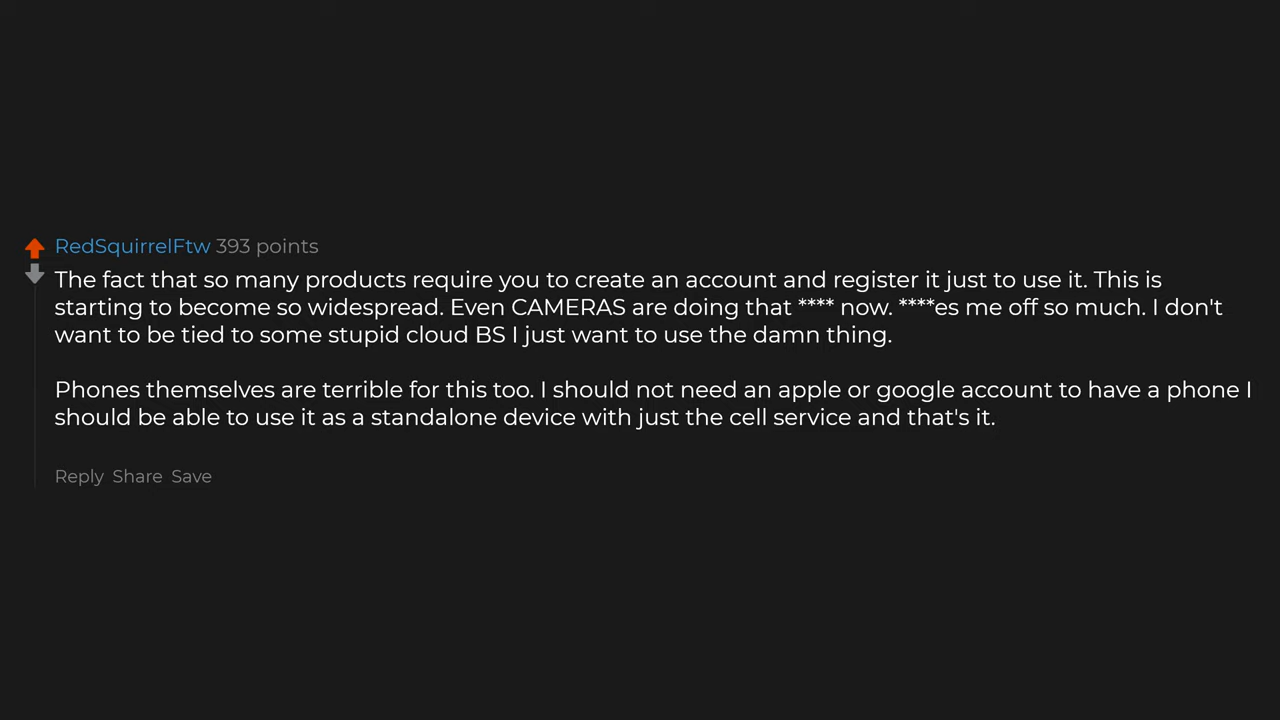 RedSquirrelFtw 393 points
The fact that so many products require you to create an account and register it just to use it. This is
starting to become so widespread. Even CAMERAS are doing that **** now. ****es me off so much. I don't
want to be tied to some stupid cloud BS I just want to use the damn thing.
Phones themselves are terrible for this too. I should not need an apple or google account to have a phone I
should be able to use it as a standalone device with just the cell service and that's it.
Reply Share Save